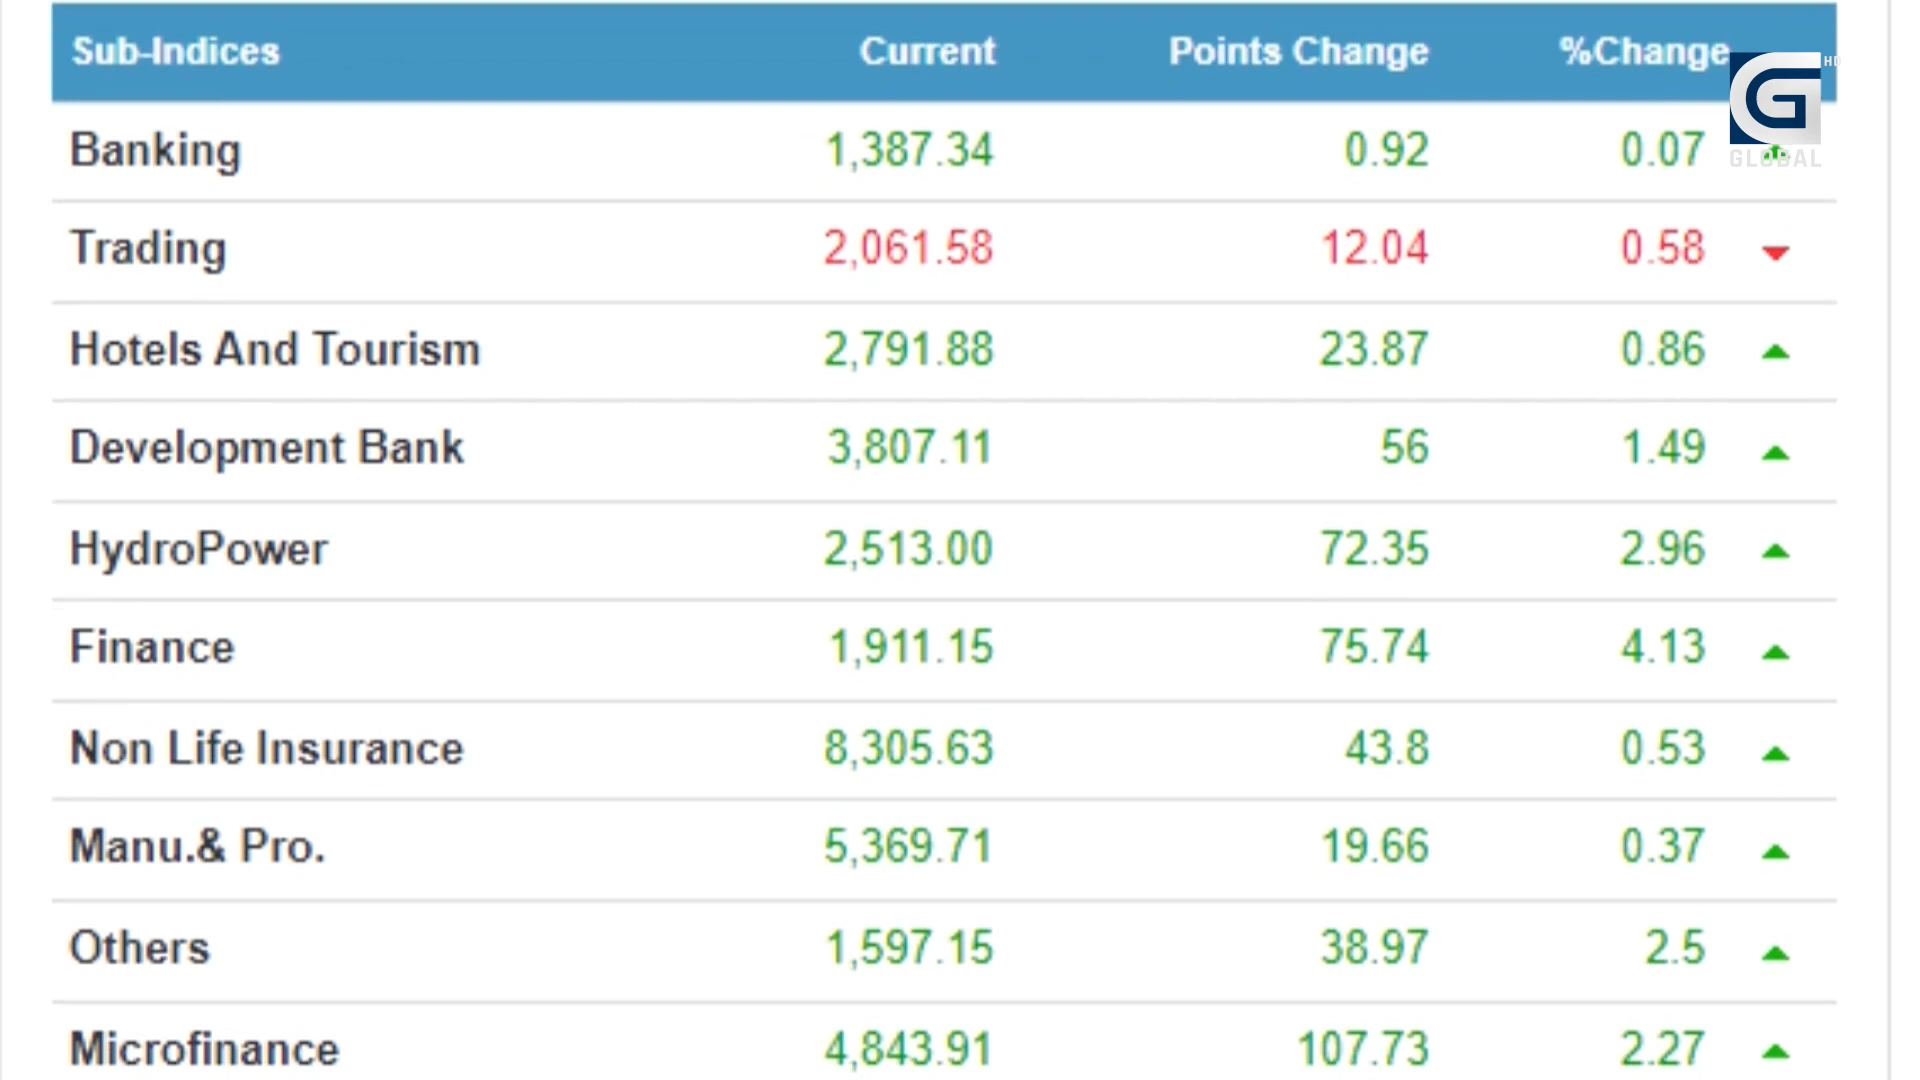 Sub-Indices Current Points Change %Change
HD
GLOBAL
Banking 1,387.34 0.92 0.07
Trading 2,061.58 12.04 0.58
Hotels And Tourism 2,791.88 23.87 0.86
Development Bank 3,807.11 56 1.49
HydroPower 2,513.00 72.35 2.96
Finance 1,911.15 75.74 4.13
Non Life Insurance 8,305.63 43.8 0.53
Manu.& Pro. 5,369.71 19.66 0.37
Others 1,597.15 38.97 2.5
Microfinance 4,843.91 107.73 2.27